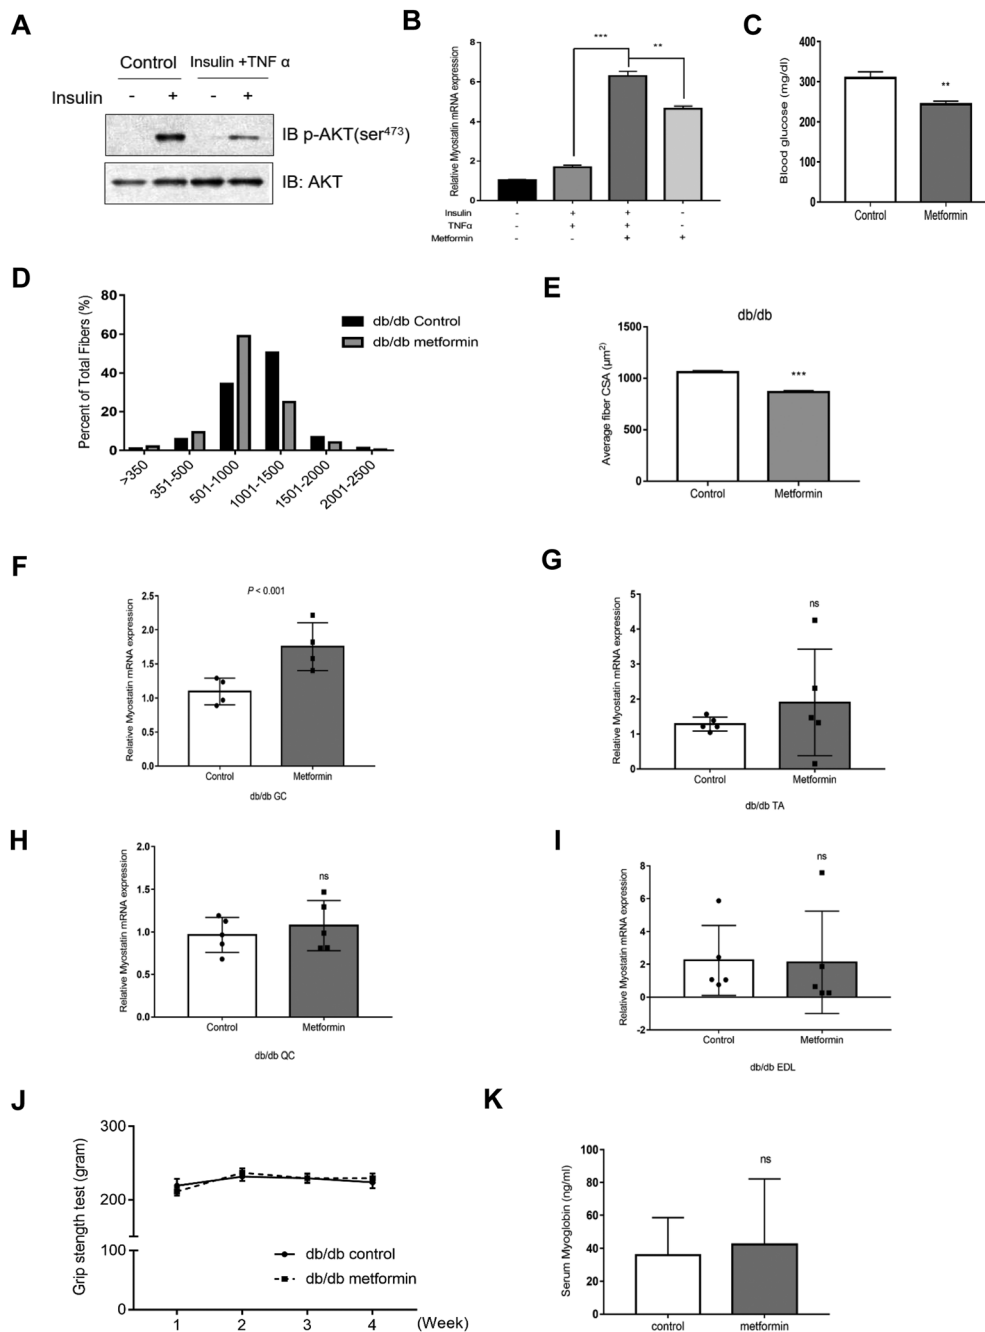 A
Control Insulin +TNF α
Insulin - + - +
IB p-AKT(ser473)
IB: AKT
B
Relative Myostatin mRNA expression
8
6
4
2
0
***
**
Insulin - + + -
TNFα - + + -
Metformin - - + +
C
Blood glucose (mg/dl)
400
300
200
100
0
**
Control Metformin
D
Percent of Total Fibers (%)
80
60
40
20
0
db/db Control
db/db metformin
>350 351-500 501-1000 1001-1500 1501-2000 2001-2500
E
db/db
Average fiber CSA (µm2)
1500
1000
500
0
***
Control Metformin
F
P < 0.001
Relative Myostatin mRNA expression
2.5
2.0
1.5
1.0
0.5
0.0
Control Metformin
db/db GC
G
ns
Relative Myostatin mRNA expression
5
4
3
2
1
0
Control Metformin
db/db TA
H
ns
Relative Myostatin mRNA expression
2.0
1.5
1.0
0.5
0.0
Control Metformin
db/db QC
I
ns
Relative Myostatin mRNA expression
8
6
4
2
0
-2
Control Metformin
db/db EDL
J
Grip stength test (gram)
300
200
100
0
db/db control
db/db metformin
1 2 3 4 (Week)
K
ns
Serum Myoglobin (ng/ml)
100
80
60
40
20
0
control metformin